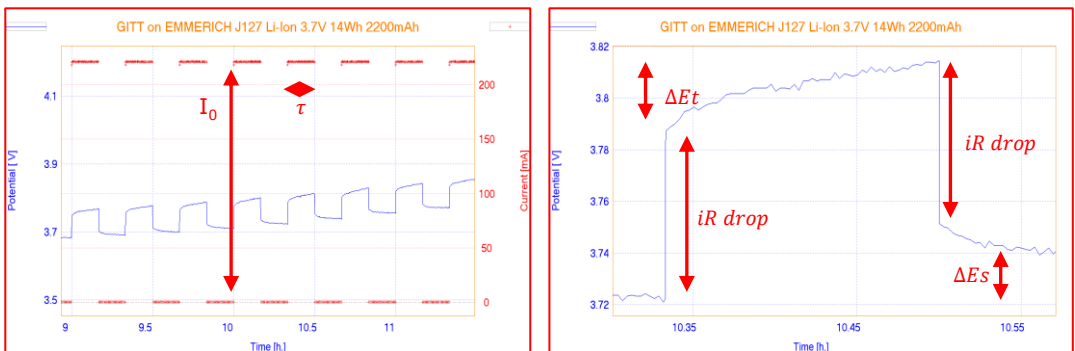 GITT on EMMERICH J127 Li-Ion 3.7V 14Wh 2200mAh
Potential[ V]
4.1
3.9
3.7
3.5
I0
τ
200
150
100
50
0
Current [mA]
9
9.5
10
10.5
11
Time [h.]
GITT on EMMERICH J127 Li-Ion 3.7V 14Wh 2200mAh
Potential[ V]
3.82
3.8
3.78
3.76
3.74
3.72
ΔEt
iR drop
iR drop
ΔEs
10.35
10.45
10.55
Time [h.]